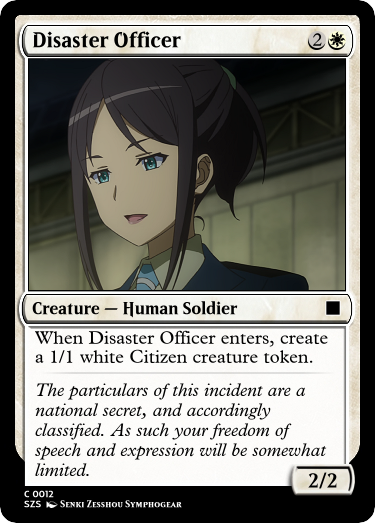 Disaster Officer 2
Creature — Human Soldier
When Disaster Officer enters, create
a 1/1 white Citizen creature token.
The particulars of this incident are a
national secret, and accordingly
classified. As such your freedom of
speech and expression will be somewhat
limited.
2/2
C 0012
SZS Senki Zesshou Symphogear